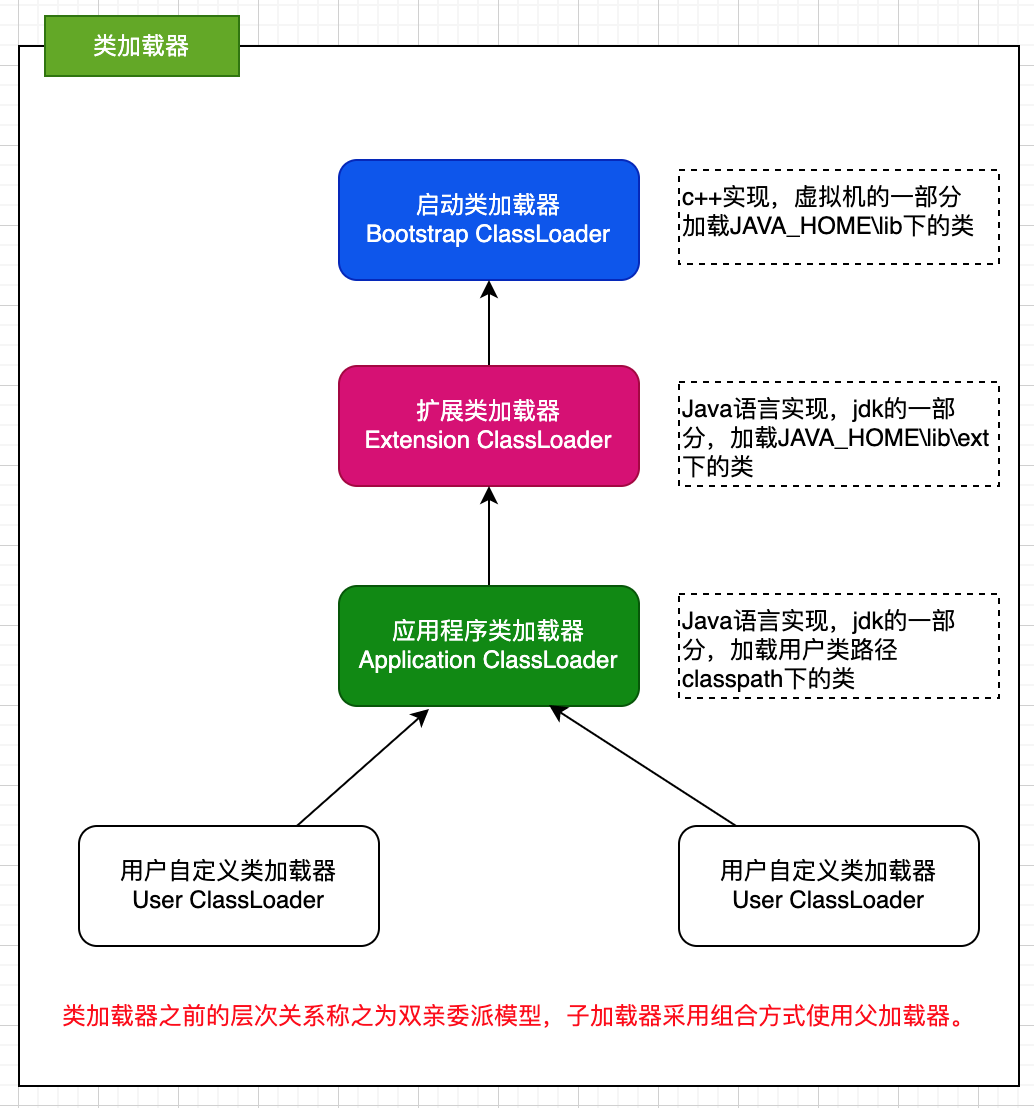 类加载器
启动类加载器
Bootstrap ClassLoader
c++实现，虚拟机的一部分
加载JAVA_HOME\lib下的类
扩展类加载器
Extension ClassLoader
Java语言实现，jdk的一部
分，加载JAVA_HOME\lib\ext
下的类
应用程序类加载器
Application ClassLoader
Java语言实现，jdk的一部
分，加载用户类路径
classpath下的类
用户自定义类加载器
User ClassLoader
用户自定义类加载器
User ClassLoader
类加载器之前的层次关系称之为双亲委派模型，子加载器采用组合方式使用父加载器。